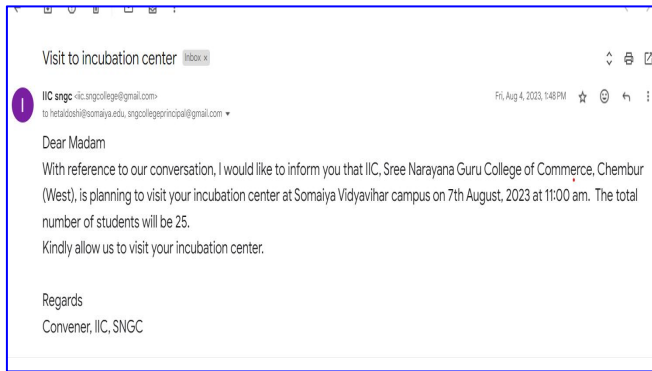 Visit to incubation center Inbox ×
IIC sngc <iic.sngcollege@gmail.com> Fri, Aug 4, 2023, 1:48 PM
to hetaldoshi@somaiya.edu, sngcollegeprincipal@gmail.com
I
Dear Madam
With reference to our conversation, I would like to inform you that IIC, Sree Narayana Guru College of Commerce, Chembur
(West), is planning to visit your incubation center at Somaiya Vidyavihar campus on 7th August, 2023 at 11:00 am. The total
number of students will be 25.
Kindly allow us to visit your incubation center.
Regards
Convener, IIC, SNGC